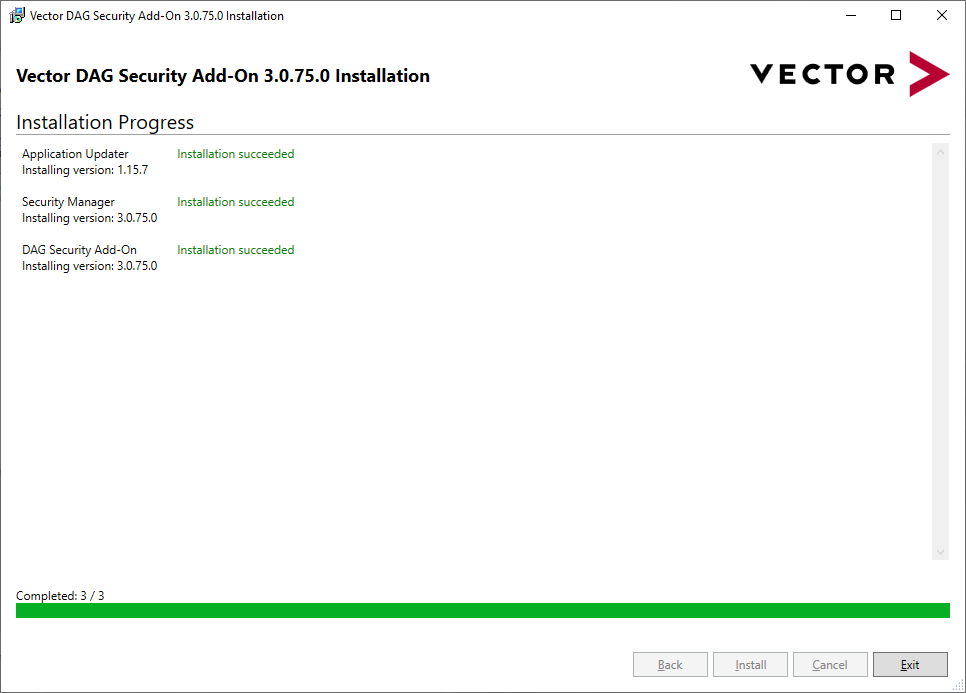 Vector DAG Security Add-On 3.0.75.0 Installation
Vector DAG Security Add-On 3.0.75.0 Installation
VECTOR
Installation Progress
Application Updater Installation succeeded
Installing version: 1.15.7
Security Manager Installation succeeded
Installing version: 3.0.75.0
DAG Security Add-On Installation succeeded
Installing version: 3.0.75.0
Completed: 3 / 3
Back Install Cancel Exit